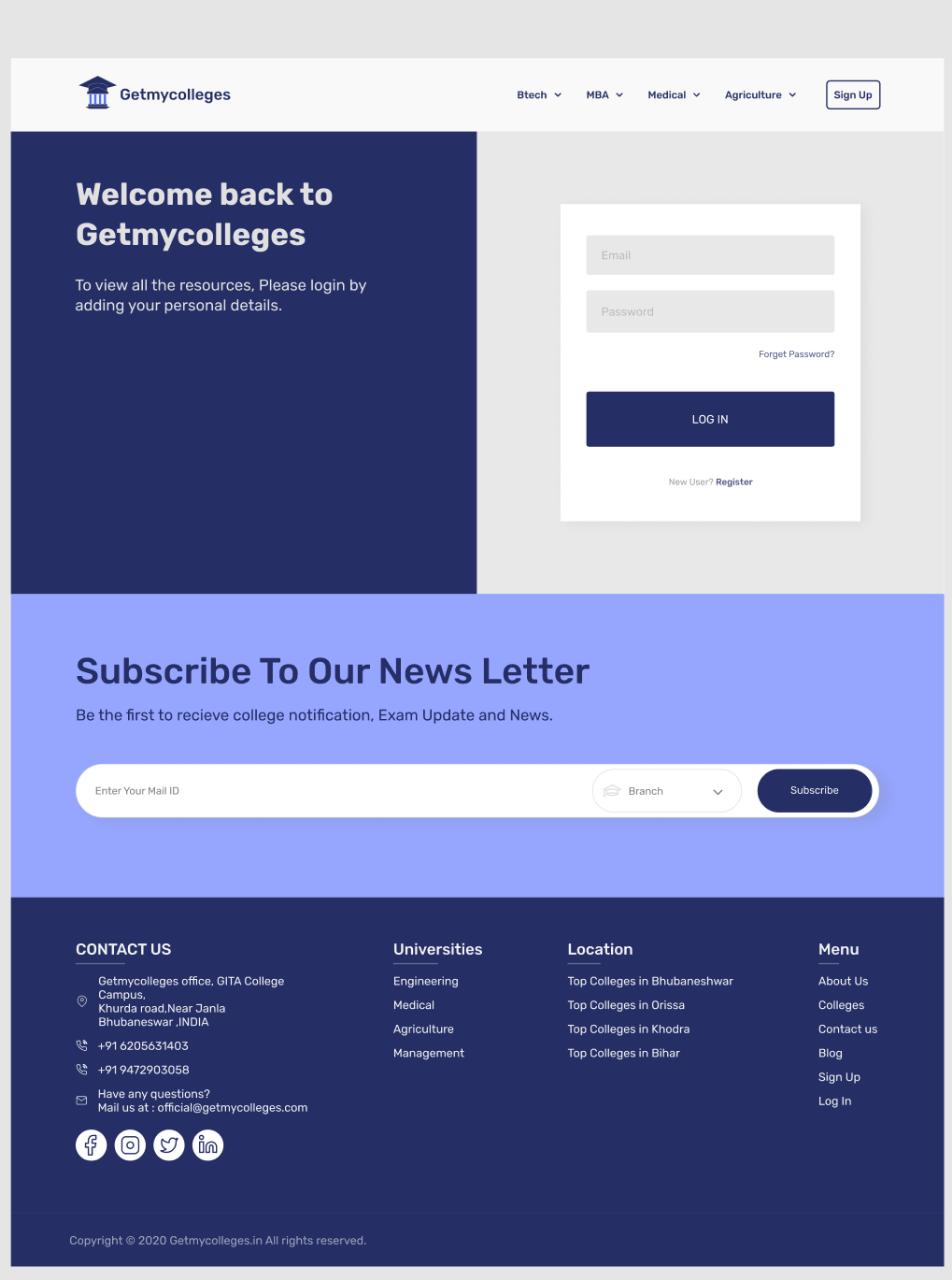 Getmycolleges
Btech
MBA
Medical
Agriculture
Sign Up
Welcome back to
Getmycolleges
To view all the resources, Please login by
adding your personal details.
Email
Password
Forget Password?
LOG IN
New User? Register
Subscribe To Our News Letter
Be the first to recieve college notification, Exam Update and News.
Enter Your Mail ID
Branch
Subscribe
CONTACT US
Getmycolleges office, GITA College
Campus,
Khurda road,Near Janla
Bhubaneswar ,INDIA
+91 6205631403
+91 9472903058
Have any questions?
Mail us at : official@getmycolleges.com
Universities
Engineering
Medical
Agriculture
Management
Location
Top Colleges in Bhubaneshwar
Top Colleges in Orissa
Top Colleges in Khodra
Top Colleges in Bihar
Menu
About Us
Colleges
Contact us
Blog
Sign Up
Log In
Copyright © 2020 Getmycolleges.in All rights reserved.